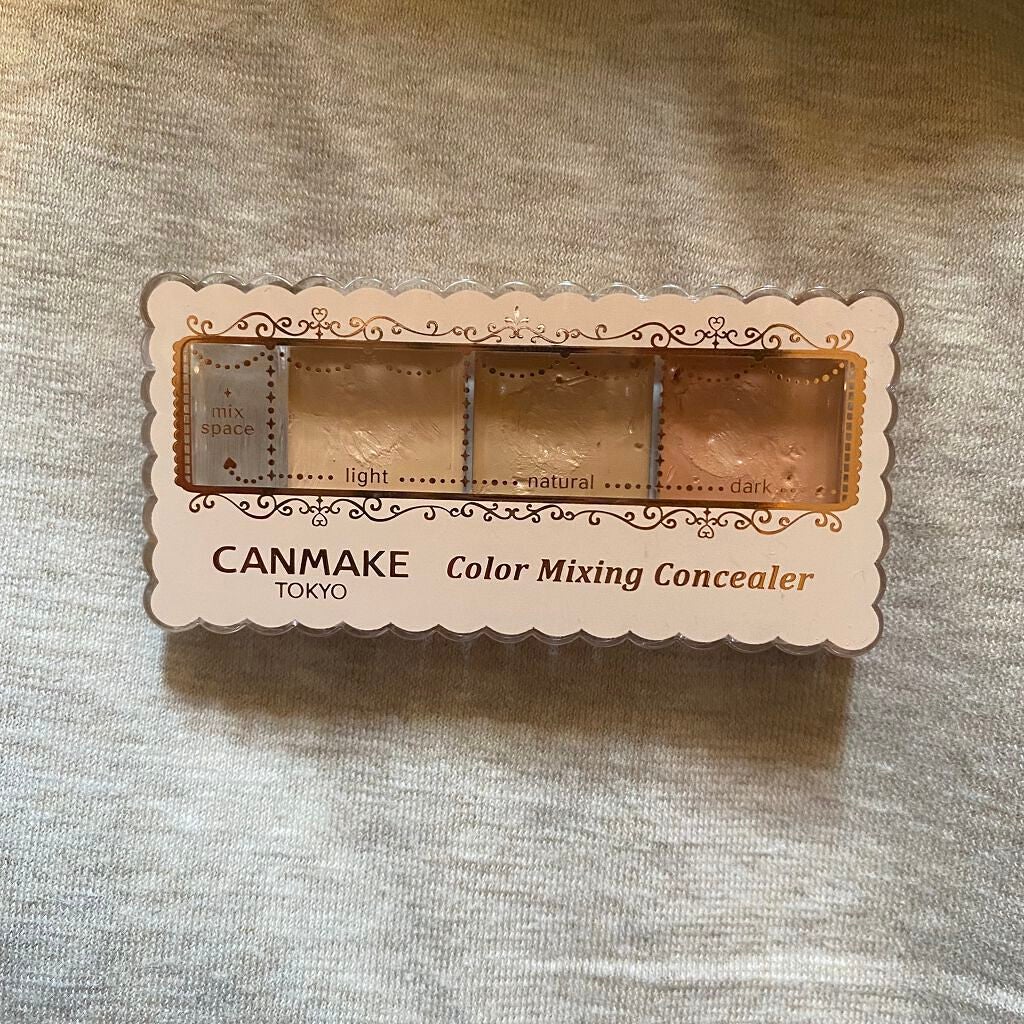 mix
space
light
natural
dark
CANMAKE
TOKYO
Color Mixing Concealer